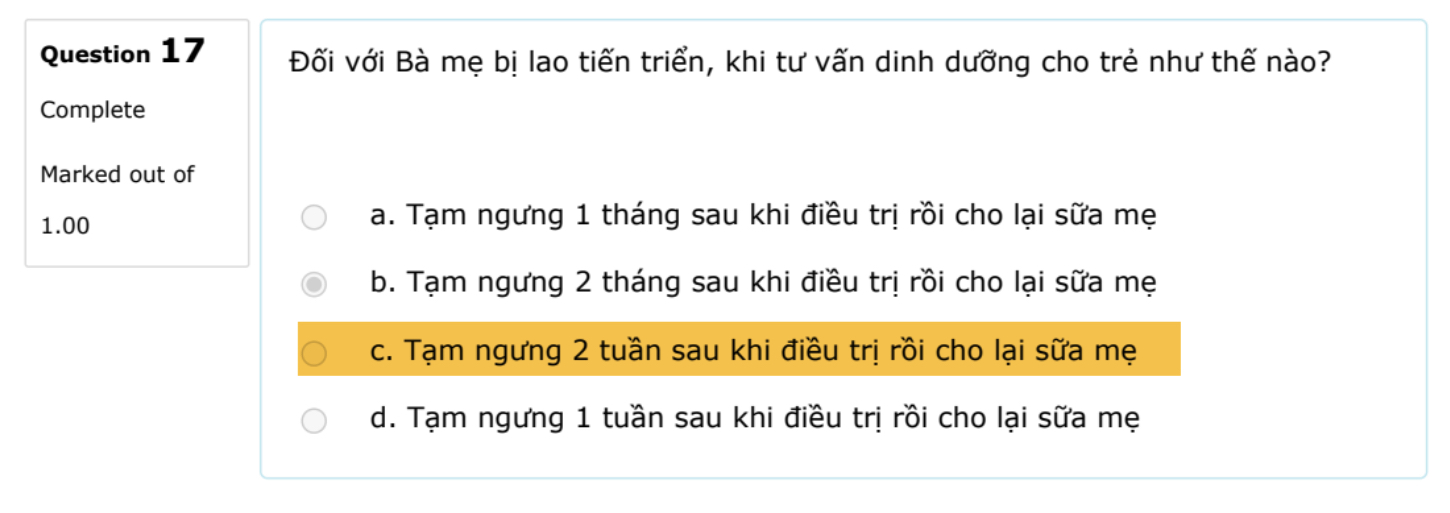 Question 17
Complete
Marked out of
1.00
Đối với Bà mẹ bị lao tiến triển, khi tư vấn dinh dưỡng cho trẻ như thế nào?
a. Tạm ngưng 1 tháng sau khi điều trị rồi cho lại sữa mẹ
b. Tạm ngưng 2 tháng sau khi điều trị rồi cho lại sữa mẹ
c. Tạm ngưng 2 tuần sau khi điều trị rồi cho lại sữa mẹ
d. Tạm ngưng 1 tuần sau khi điều trị rồi cho lại sữa mẹ